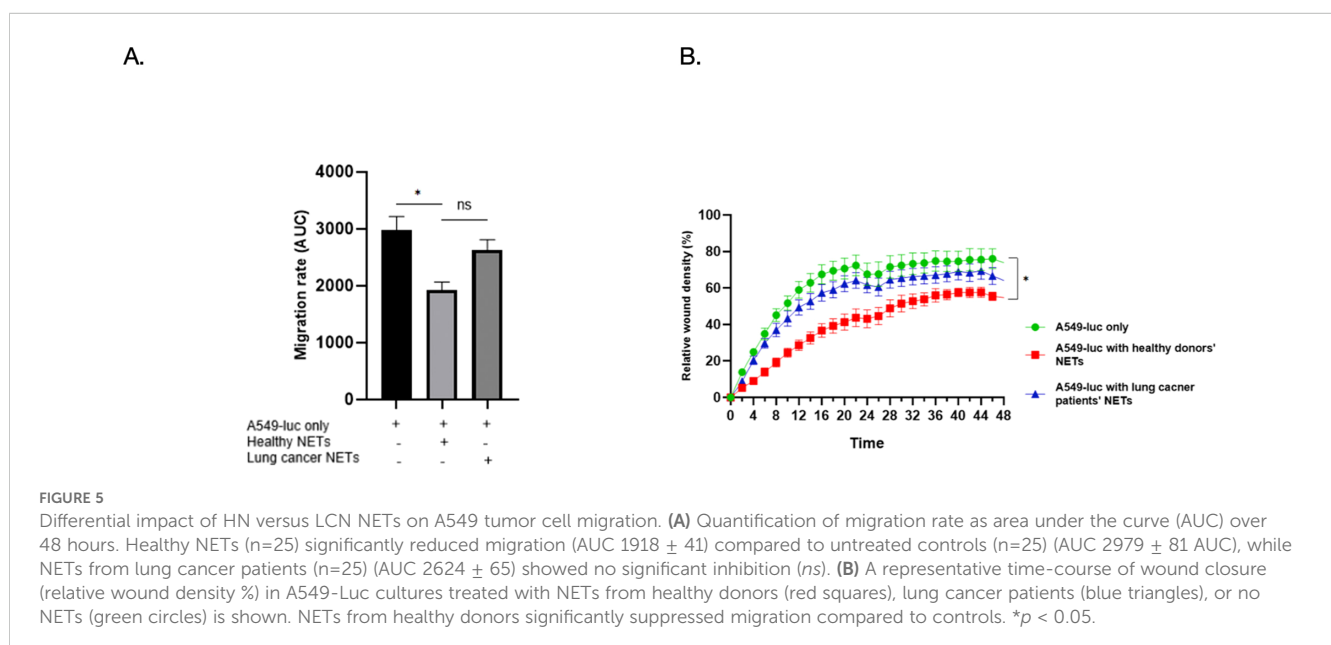 A.
B.
4000
3000
2000
1000
0
Migration rate (AUC)
*
ns
A549-luc only + + +
Healthy NETs - + -
Lung cancer NETs - - +
100
80
60
40
20
0
Relative wound density (%)
0 4 8 12 16 20 24 28 32 36 40 44 48
Time
*
A549-luc only
A549-luc with healthy donors'
NETs
A549-luc with lung cacner
patients' NETs
FIGURE 5
Differential impact of HN versus LCN NETs on A549 tumor cell migration. (A) Quantification of migration rate as area under the curve (AUC) over
48 hours. Healthy NETs (n=25) significantly reduced migration (AUC 1918 ± 41) compared to untreated controls (n=25) (AUC 2979 ± 81 AUC), while
NETs from lung cancer patients (n=25) (AUC 2624 ± 65) showed no significant inhibition (ns). (B) A representative time-course of wound closure
(relative wound density %) in A549-Luc cultures treated with NETs from healthy donors (red squares), lung cancer patients (blue triangles), or no
NETs (green circles) is shown. NETs from healthy donors significantly suppressed migration compared to controls. *p < 0.05.